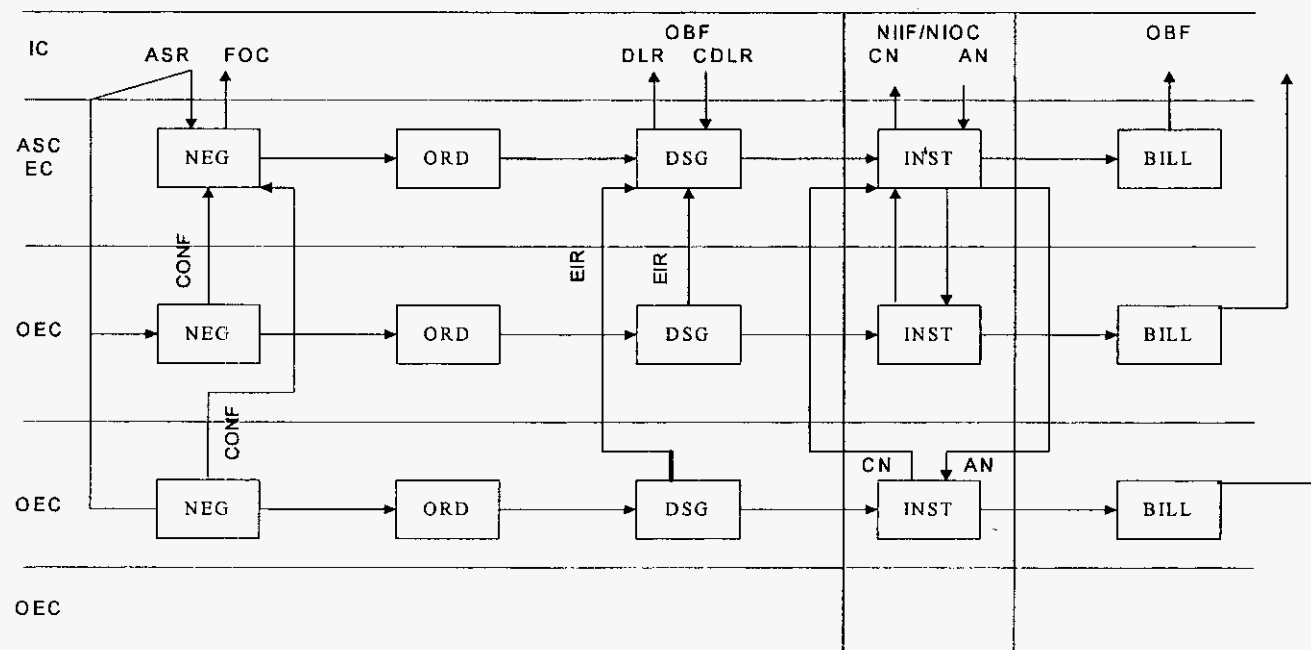 OBF NIIF/NIOC OBF
IC ASR FOC DLR CDLR CN AN
ASC
EC NEG ORD DSG INST BILL
CONF EIR EIR
OEC NEG ORD DSG INST BILL
CONF CN AN
OEC NEG ORD DSG INST BILL
OEC